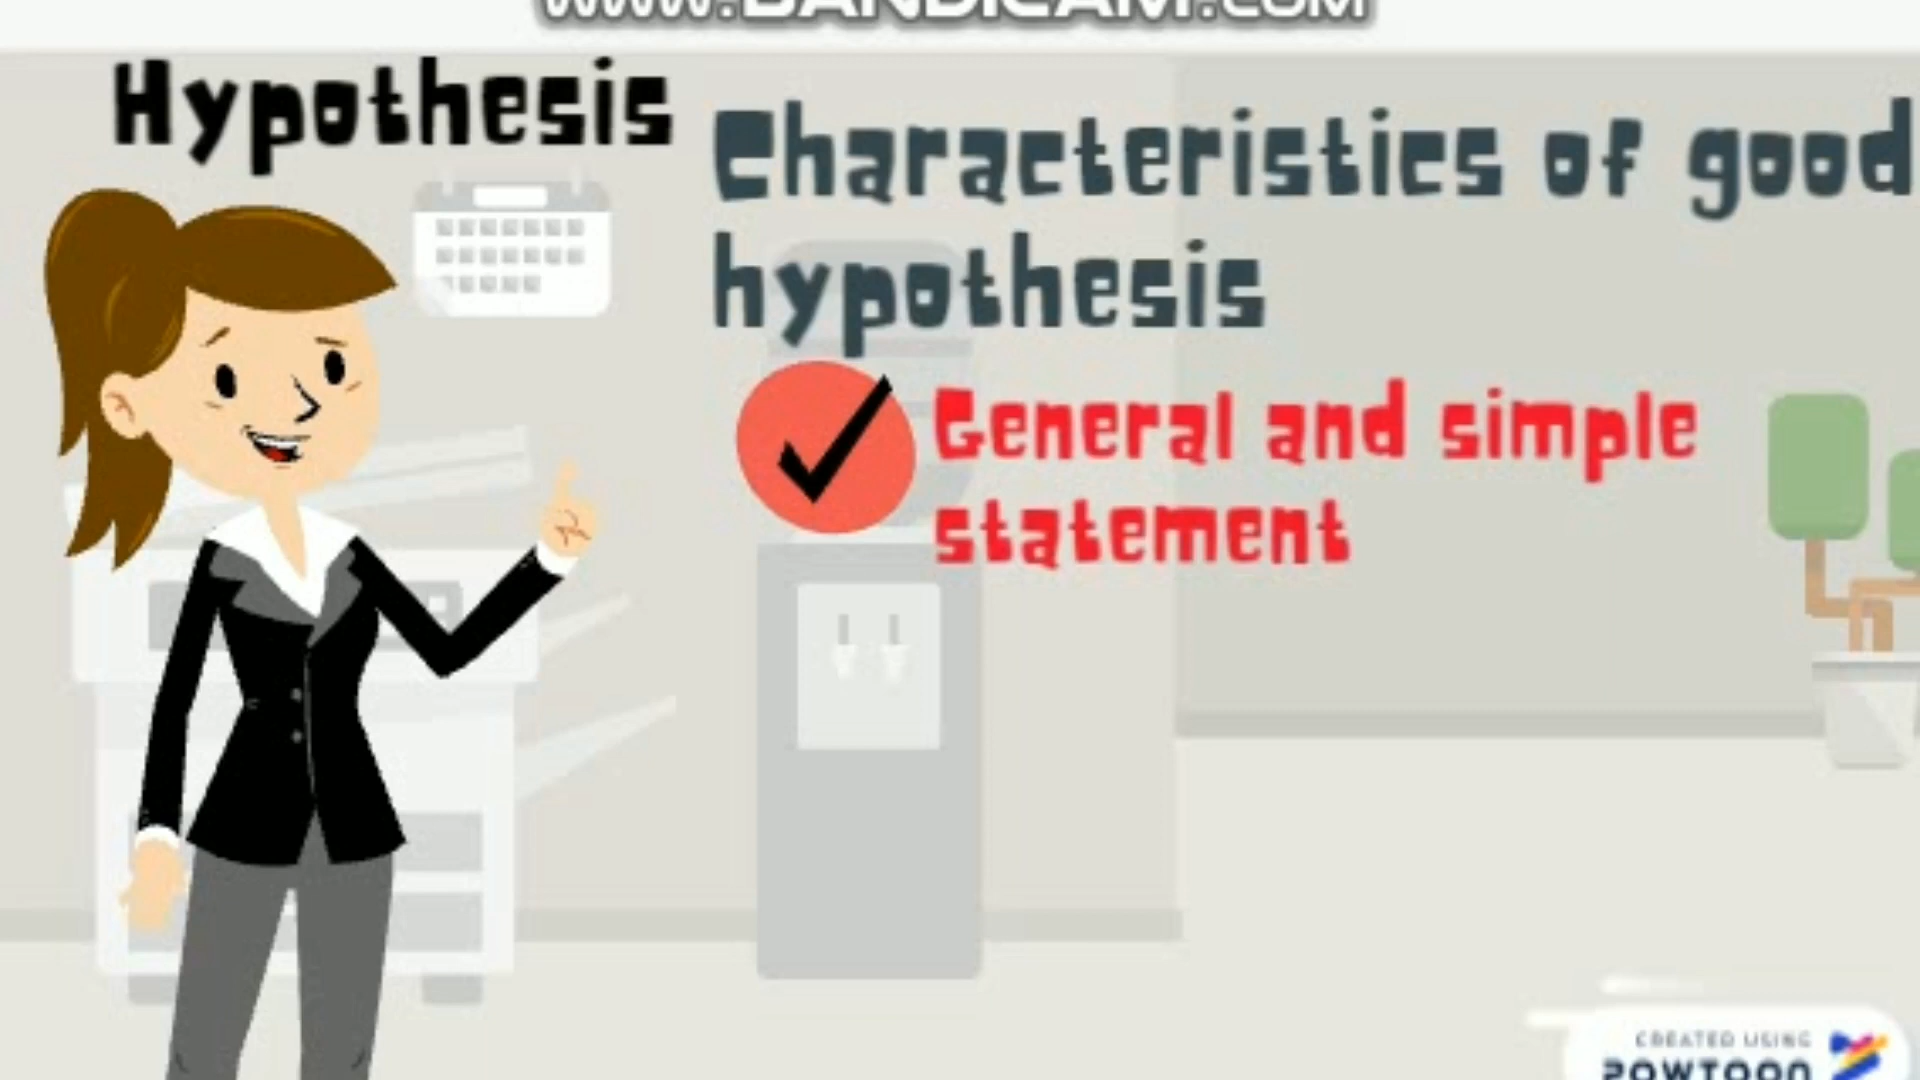 www.BANDICAM.com
Hypothesis
Characteristics of good
hypothesis
General and simple
statement
CREATED USING
POWTOON